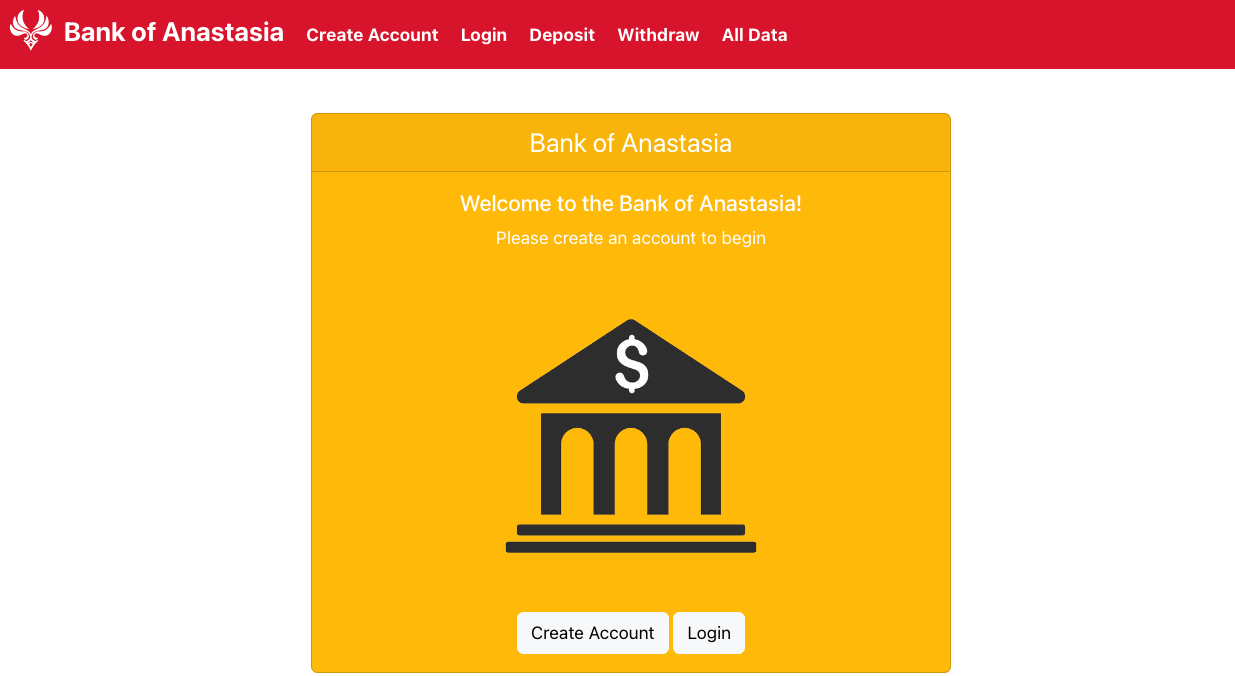 Bank of Anastasia Create Account Login Deposit Withdraw All Data
Bank of Anastasia
Welcome to the Bank of Anastasia!
Please create an account to begin
$
Create Account Login